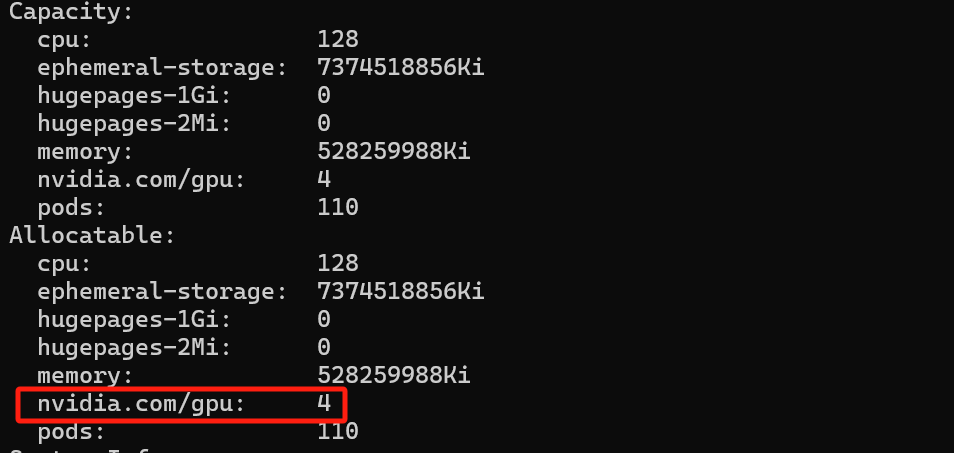 Capacity:
  cpu:                128
  ephemeral-storage:  7374518856Ki
  hugepages-1Gi:      0
  hugepages-2Mi:      0
  memory:             528259988Ki
  nvidia.com/gpu:     4
  pods:               110
Allocatable:
  cpu:                128
  ephemeral-storage:  7374518856Ki
  hugepages-1Gi:      0
  hugepages-2Mi:      0
  memory:             528259988Ki
  nvidia.com/gpu:     4
  pods:               110